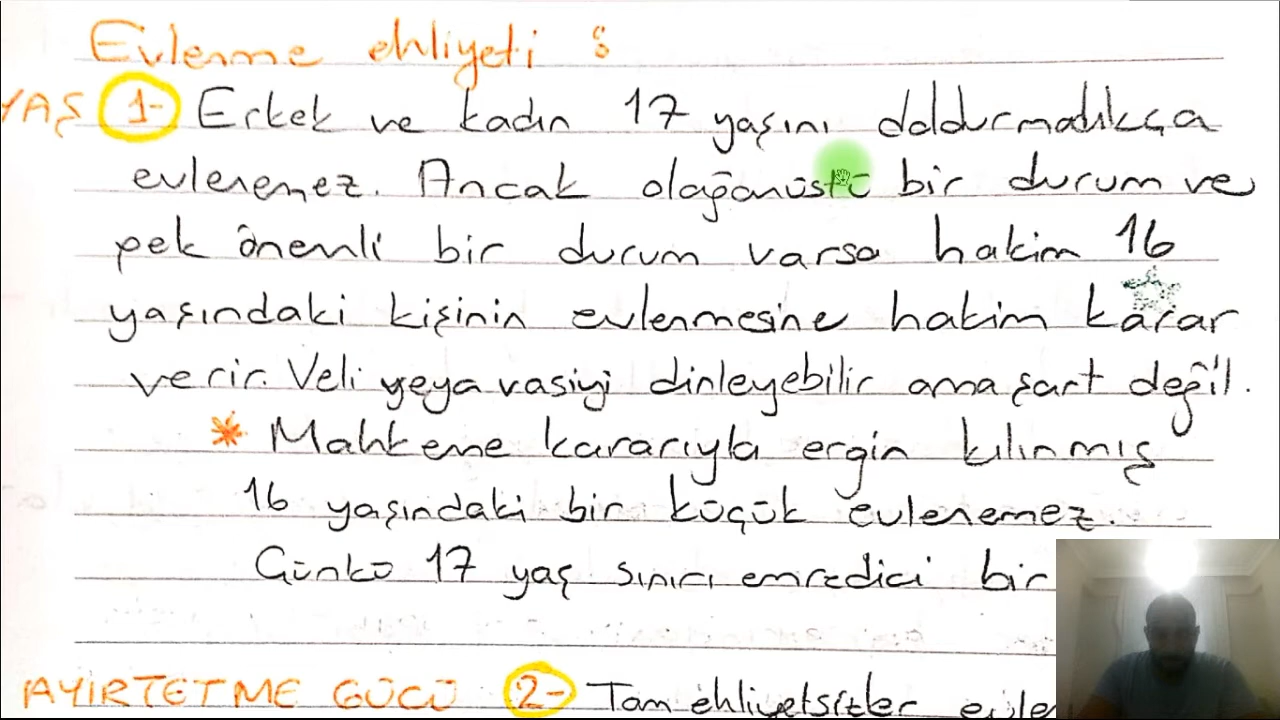 Evlenme ehliyeti :
YAŞ 1- Erkek ve kadın 17 yaşını doldurmadıkça
evlenemez. Ancak olağanüstü bir durum ve
pek önemli bir durum varsa hakim 16
yaşındaki kişinin evlenmesine hakim karar
verir. Veli veya vasiyi dinleyebilir ama şart değil.
* Mahkeme kararıyla ergin kılınmış
16 yaşındaki bir küçük evlenemez.
Çünkü 17 yaş sınırı emredici bir
AYIRTETME GÜCÜ 2- Tam ehliyetsizler